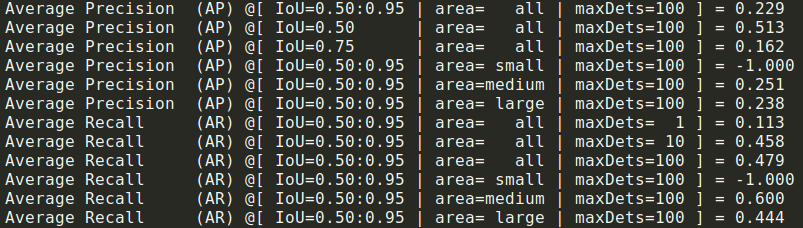 Average Precision  (AP) @[ IoU=0.50:0.95 | area=   all | maxDets=100 ] = 0.229
Average Precision  (AP) @[ IoU=0.50      | area=   all | maxDets=100 ] = 0.513
Average Precision  (AP) @[ IoU=0.75      | area=   all | maxDets=100 ] = 0.162
Average Precision  (AP) @[ IoU=0.50:0.95 | area= small | maxDets=100 ] = -1.000
Average Precision  (AP) @[ IoU=0.50:0.95 | area=medium | maxDets=100 ] = 0.251
Average Precision  (AP) @[ IoU=0.50:0.95 | area= large | maxDets=100 ] = 0.238
Average Recall     (AR) @[ IoU=0.50:0.95 | area=   all | maxDets=  1 ] = 0.113
Average Recall     (AR) @[ IoU=0.50:0.95 | area=   all | maxDets= 10 ] = 0.458
Average Recall     (AR) @[ IoU=0.50:0.95 | area=   all | maxDets=100 ] = 0.479
Average Recall     (AR) @[ IoU=0.50:0.95 | area= small | maxDets=100 ] = -1.000
Average Recall     (AR) @[ IoU=0.50:0.95 | area=medium | maxDets=100 ] = 0.600
Average Recall     (AR) @[ IoU=0.50:0.95 | area= large | maxDets=100 ] = 0.444